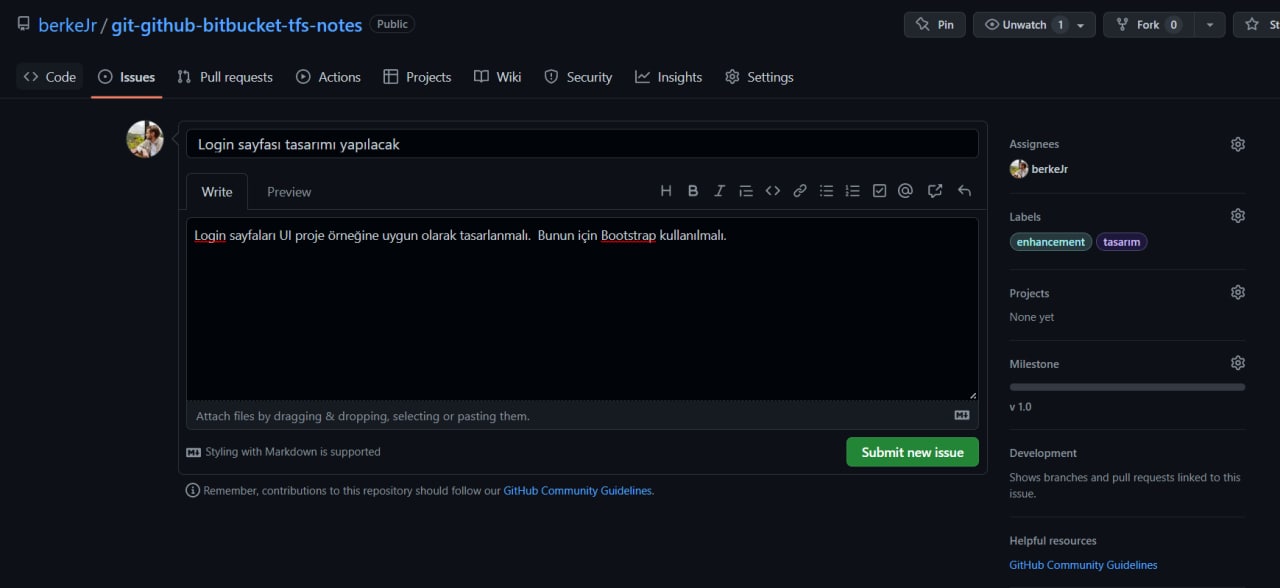 berkeJr / git-github-bitbucket-tfs-notes Public
Pin Unwatch 1 Fork 0
Code Issues Pull requests Actions Projects Wiki Security Insights Settings
Login sayfası tasarımı yapılacak
Write Preview
Login sayfaları UI proje örneğine uygun olarak tasarlanmalı.  Bunun için Bootstrap kullanılmalı.
Attach files by dragging & dropping, selecting or pasting them.
Styling with Markdown is supported
Submit new issue
Remember, contributions to this repository should follow our GitHub Community Guidelines.
Assignees
berkeJr
Labels
enhancement tasarım
Projects
None yet
Milestone
v 1.0
Development
Shows branches and pull requests linked to this
issue.
Helpful resources
GitHub Community Guidelines